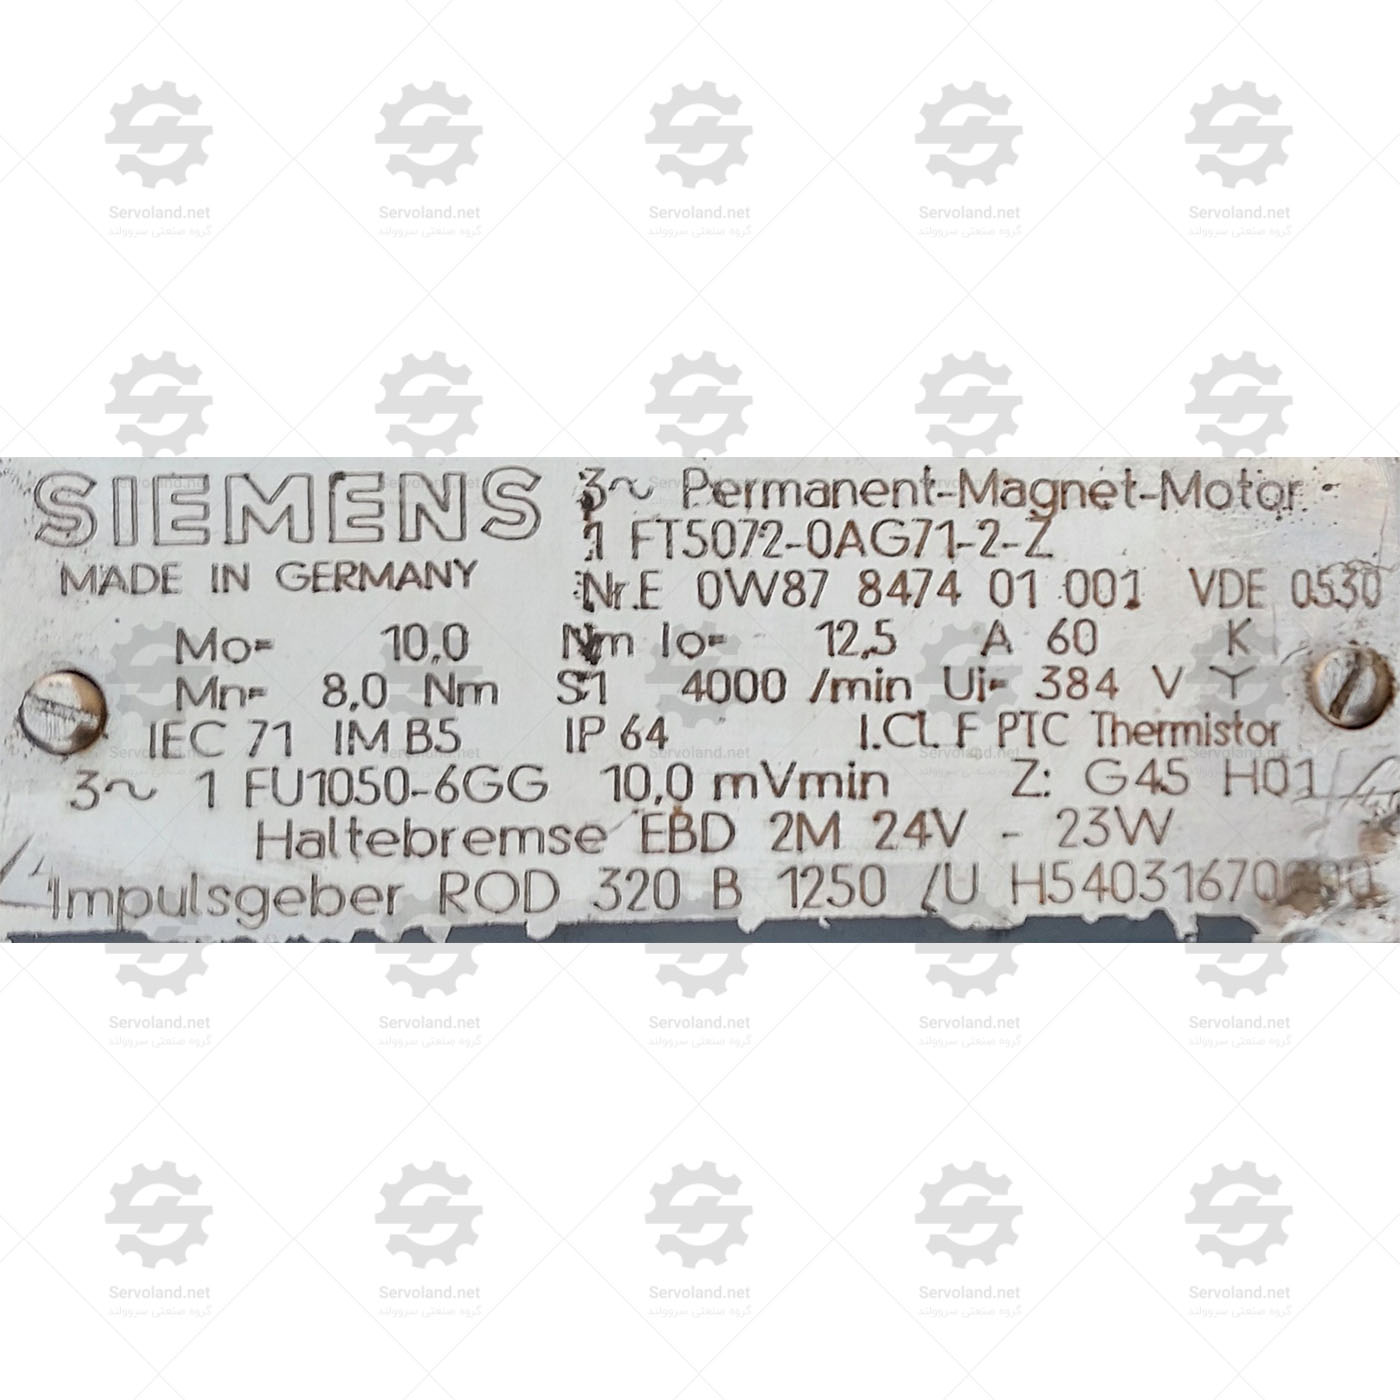 SIEMENS
MADE IN GERMANY
3~ Permanent-Magnet-Motor
1 FT5072-0AG71-2-Z
Nr.E 0W87 8474 01 001 VDE 0530
Mo= 10,0 Nm Io= 12,5 A 60 K
Mn= 8,0 Nm S1 4000 /min Ui= 384 V Y
IEC 71 IM B5 IP 64 I.Cl. F PTC Thermistor
3~ 1 FU1050-6GG 10,0 mVmin Z: G45 H01
Haltebremse EBD 2M 24V - 23W
Impulsgeber ROD 320 B 1250 /U
Servoland.net
گروه صنعتی سروولند